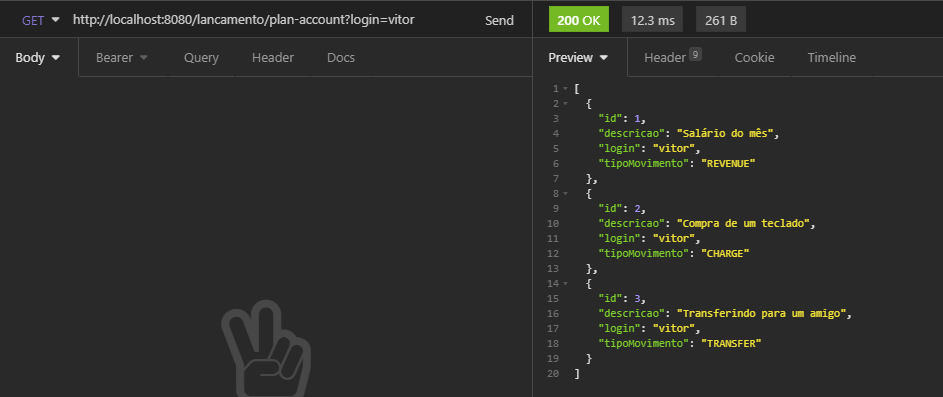 GET http://localhost:8080/lancamento/plan-account?login=vitor Send
200 OK 12.3 ms 261 B
Body Bearer Query Header Docs
Preview Header 9 Cookie Timeline
1 [
2 {
3 "id": 1,
4 "descricao": "Salário do mês",
5 "login": "vitor",
6 "tipoMovimento": "REVENUE"
7 },
8 {
9 "id": 2,
10 "descricao": "Compra de um teclado",
11 "login": "vitor",
12 "tipoMovimento": "CHARGE"
13 },
14 {
15 "id": 3,
16 "descricao": "Transferindo para um amigo",
17 "login": "vitor",
18 "tipoMovimento": "TRANSFER"
19 }
20 ]